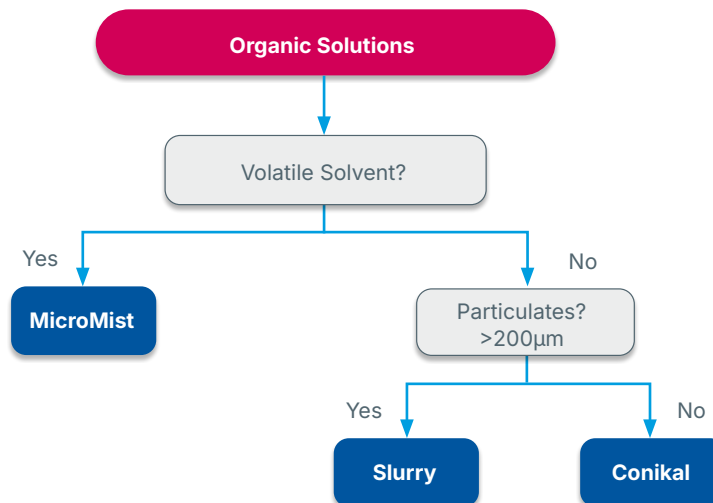 Organic Solutions
Volatile Solvent?
Yes
No
MicroMist
Particulates?
>200µm
Yes
No
Slurry
Conikal